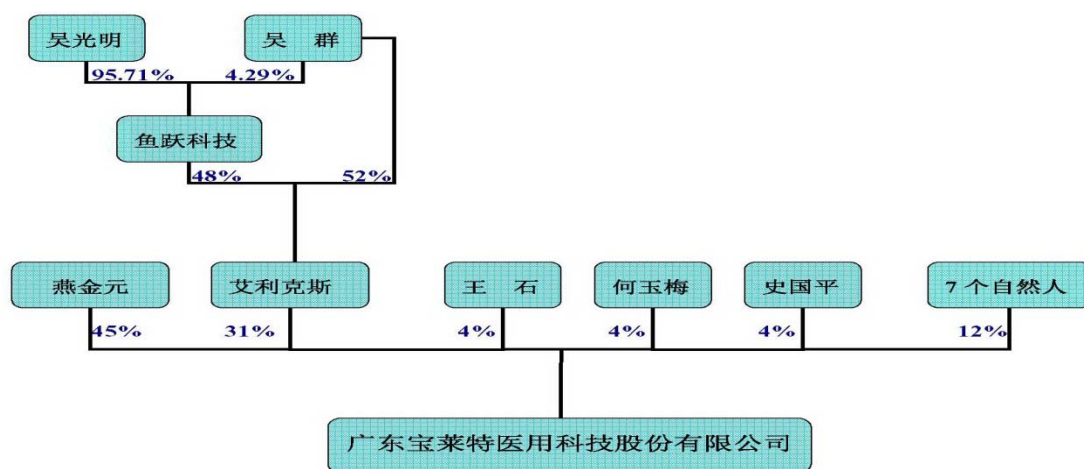 吴光明
吴 群
95.71%
4.29%
鱼跃科技
48%
52%
燕金元
艾利克斯
王 石
何玉梅
史国平
7 个自然人
45%
31%
4%
4%
4%
12%
广东宝莱特医用科技股份有限公司